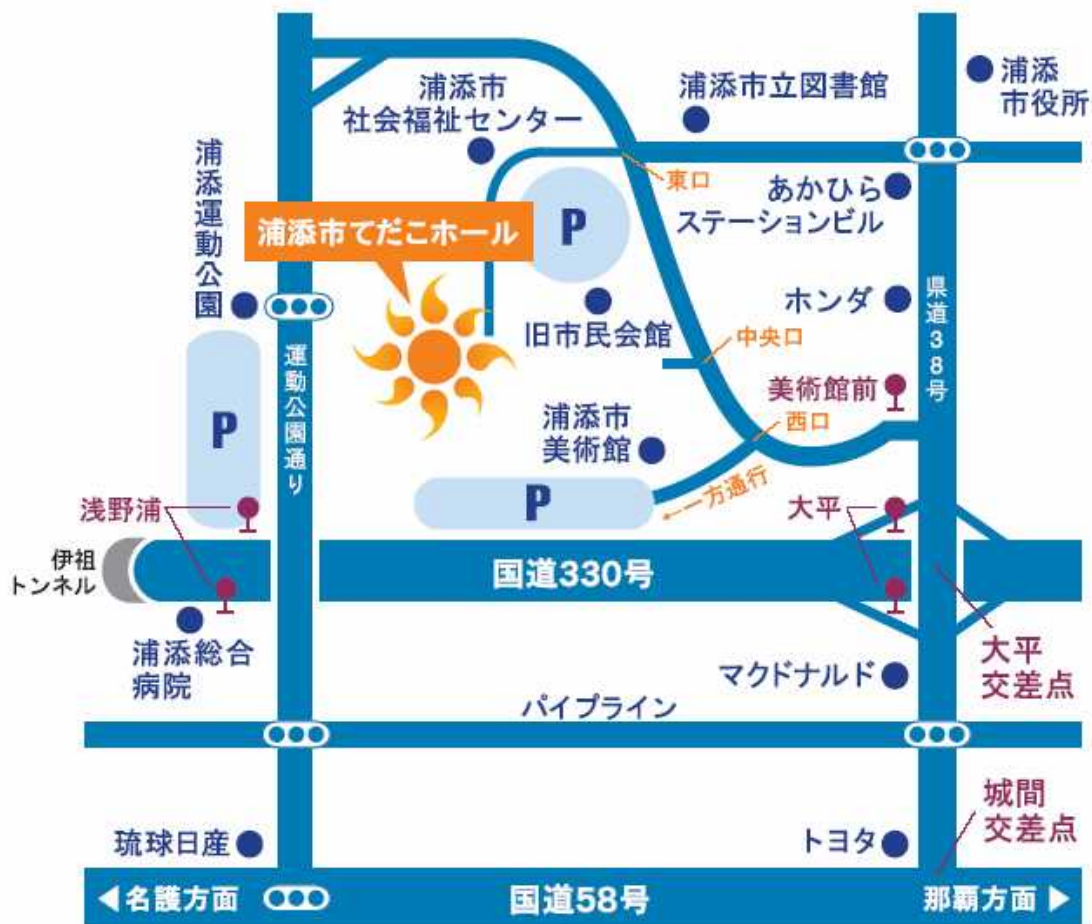 浦添市
社会福祉センター
浦添市立図書館
浦添
市役所
浦添運動公園
東口
あかひら
ステーションビル
浦添市てだこホール
P
旧市民会館
ホンダ
県道38号
中央口
運動公園通り
美術館前
P
浦添市
美術館
西口
P
一方通行
浅野浦
大平
伊祖
トンネル
国道330号
浦添総合
病院
マクドナルド
大平
交差点
パイプライン
城間
交差点
琉球日産
トヨタ
◀名護方面
国道58号
那覇方面▶